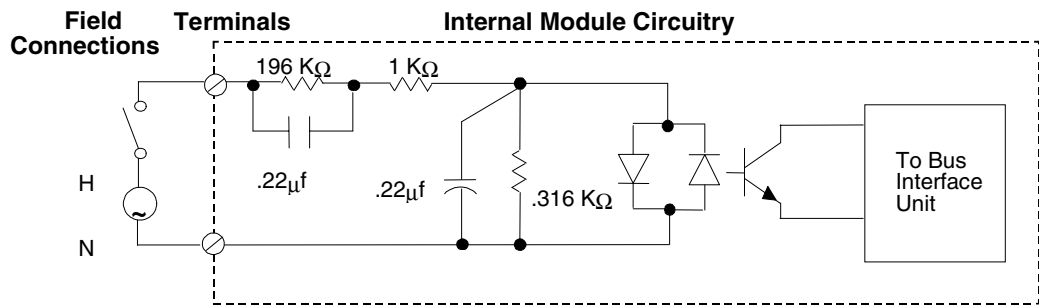 Field Connections
Terminals
Internal Module Circuitry
196 KΩ
1 KΩ
.22µf
.22µf
.316 KΩ
H
N
~
To Bus
Interface
Unit